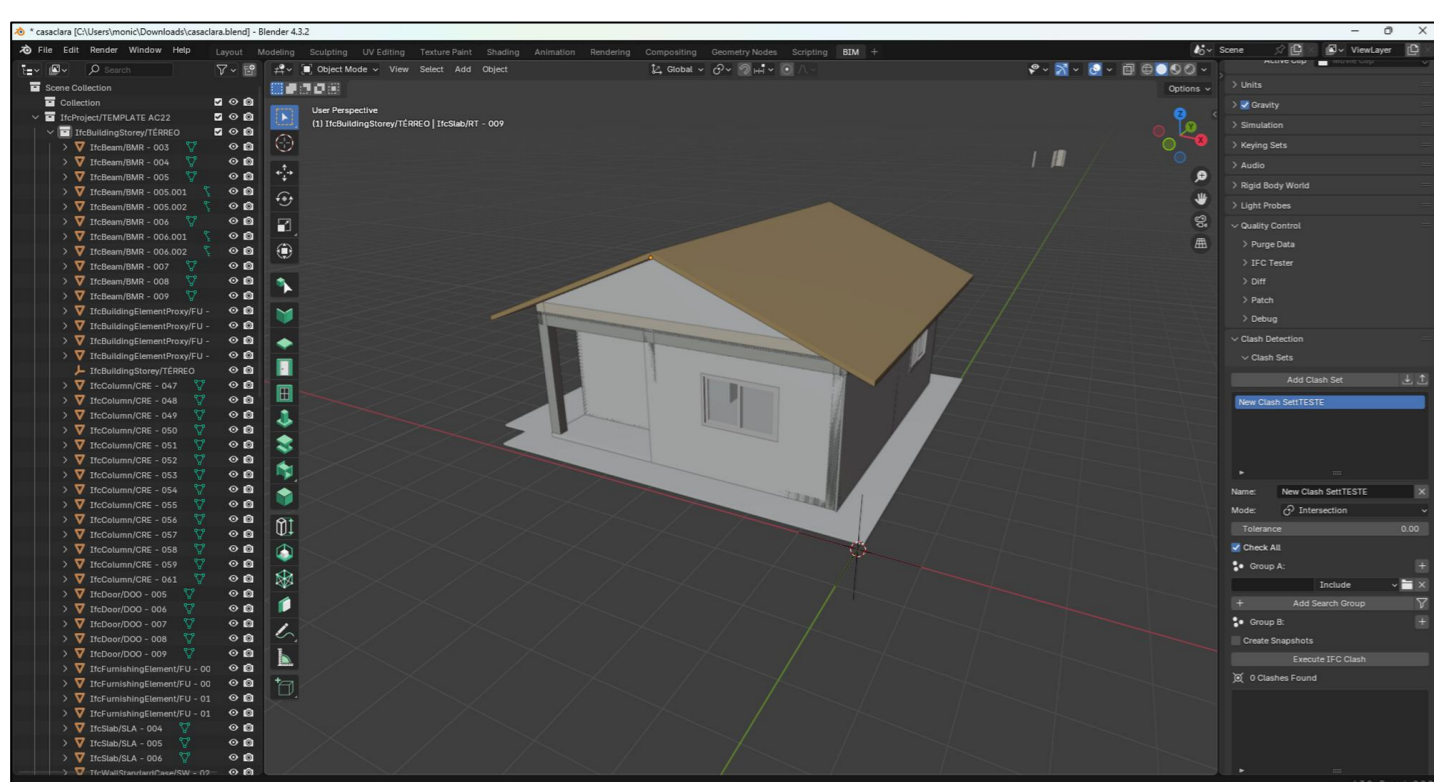 * casaclara [C:\Users\monic\Downloads\casaclara.blend] - Blender 4.3.2
File Edit Render Window Help Layout Modeling Sculpting UV Editing Texture Paint Shading Animation Rendering Compositing Geometry Nodes Scripting BIM + Scene ViewLayer
Search
Object Mode View Select Add Object Global
Options
Scene Collection
Collection
IfcProject/TEMPLATE AC22
IfcBuildingStorey/TÉRREO
IfcBeam/BMR - 003
IfcBeam/BMR - 004
IfcBeam/BMR - 005
IfcBeam/BMR - 005.001
IfcBeam/BMR - 005.002
IfcBeam/BMR - 006
IfcBeam/BMR - 006.001
IfcBeam/BMR - 006.002
IfcBeam/BMR - 007
IfcBeam/BMR - 008
IfcBeam/BMR - 009
IfcBuildingElementProxy/FU -
IfcBuildingElementProxy/FU -
IfcBuildingElementProxy/FU -
IfcBuildingElementProxy/FU -
IfcBuildingStorey/TÉRREO
IfcColumn/CRE - 047
IfcColumn/CRE - 048
IfcColumn/CRE - 049
IfcColumn/CRE - 050
IfcColumn/CRE - 051
IfcColumn/CRE - 052
IfcColumn/CRE - 053
IfcColumn/CRE - 054
IfcColumn/CRE - 055
IfcColumn/CRE - 056
IfcColumn/CRE - 057
IfcColumn/CRE - 058
IfcColumn/CRE - 059
IfcColumn/CRE - 061
IfcDoor/DOO - 005
IfcDoor/DOO - 006
IfcDoor/DOO - 007
IfcDoor/DOO - 008
IfcDoor/DOO - 009
IfcFurnishingElement/FU - 00
IfcFurnishingElement/FU - 00
IfcFurnishingElement/FU - 01
IfcFurnishingElement/FU - 01
IfcSlab/SLA - 004
IfcSlab/SLA - 005
IfcSlab/SLA - 006
IfcWallStandardCase/SW - 02
User Perspective
(1) IfcBuildingStorey/TÉRREO | IfcSlab/RT - 009
Z
Y
X
Active Clip Movie Clip
Units
Gravity
Simulation
Keying Sets
Audio
Rigid Body World
Light Probes
Quality Control
Purge Data
IFC Tester
Diff
Patch
Debug
Clash Detection
Clash Sets
Add Clash Set
New Clash SettTESTE
Name: New Clash SettTESTE
Mode: Intersection
Tolerance 0.00
Check All
Group A:
Include
Add Search Group
Group B:
Create Snapshots
Execute IFC Clash
0 Clashes Found